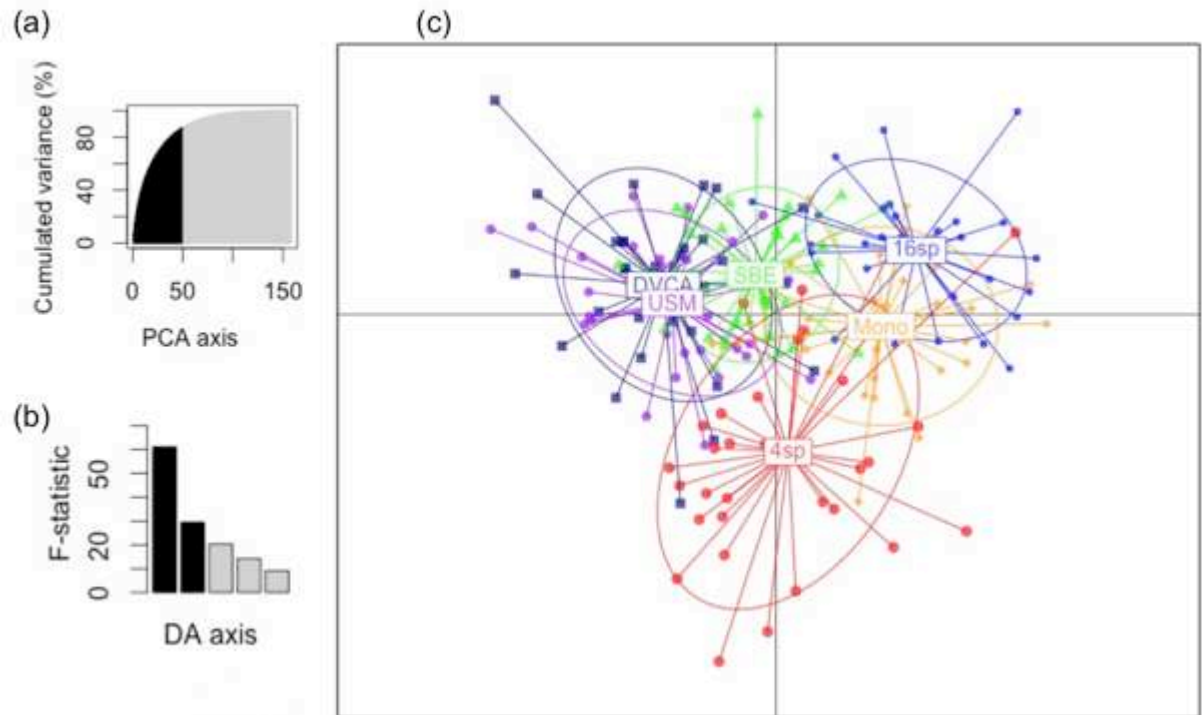 (a)
(c)
Cumulated variance (%)
0 40 80
0 50 150
PCA axis
(b)
F-statistic
0 20 50
DA axis
16sp
SBE
DVCA
USM
Mono
4sp